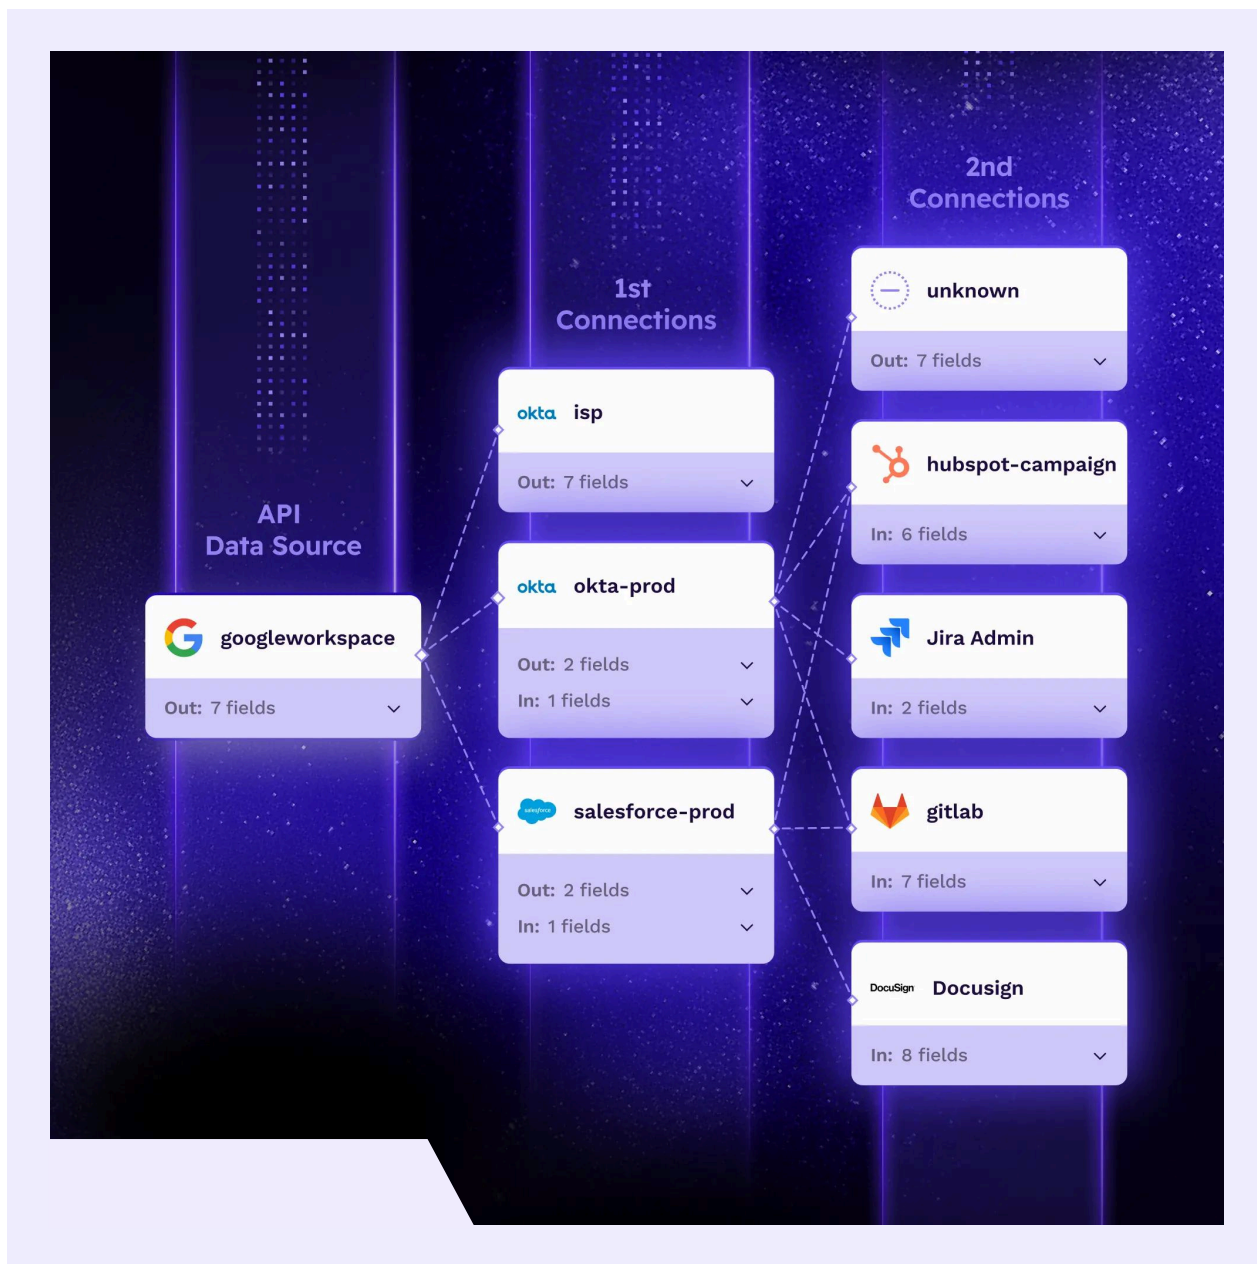 API
Data Source
googleworkspace
Out: 7 fields
1st
Connections
okta isp
Out: 7 fields
okta okta-prod
Out: 2 fields
In: 1 fields
salesforce salesforce-prod
Out: 2 fields
In: 1 fields
2nd
Connections
unknown
Out: 7 fields
hubspot-campaign
In: 6 fields
Jira Admin
In: 2 fields
gitlab
In: 7 fields
DocuSign Docusign
In: 8 fields